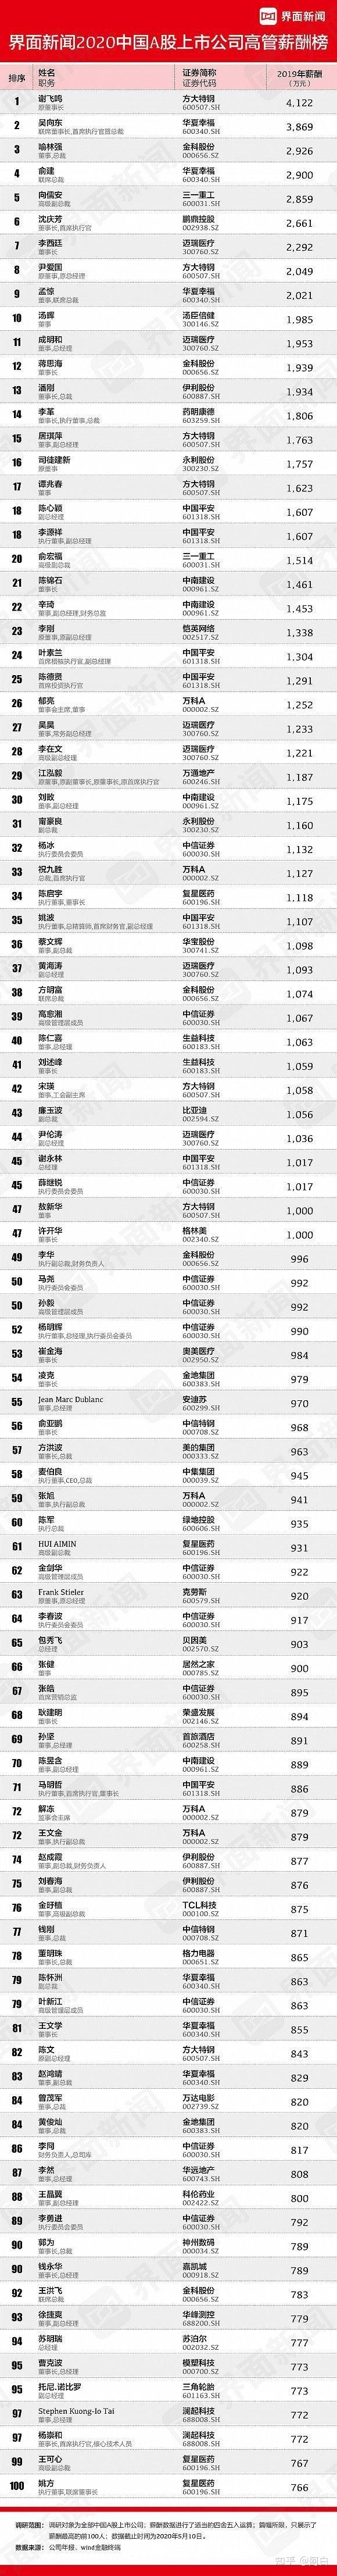 界面新闻
界面新闻2020中国A股上市公司高管薪酬榜
排序 姓名 证券简称 2019年薪酬
职务 证券代码 (万元)
1 谢飞鸣 方大特钢 4,122
原董事长 600507.SH
2 吴向东 华夏幸福 3,869
联席董事长,首席执行官暨总裁 600340.SH
3 喻林强 金科股份 2,926
董事,总裁 000656.SZ
4 俞建 华夏幸福 2,900
联席总裁 600340.SH
5 向儒安 三一重工 2,859
高级副总裁 600031.SH
6 沈庆芳 鹏鼎控股 2,661
董事长,首席执行官 002938.SZ
7 李西廷 迈瑞医疗 2,292
董事长 300760.SZ
8 尹爱国 方大特钢 2,049
原董事,原总经理 600507.SH
9 孟惊 华夏幸福 2,021
董事,联席总裁 600340.SH
10 汤晖 汤臣倍健 1,985
董事 300146.SZ
11 成明和 迈瑞医疗 1,953
董事,总经理 300760.SZ
12 蒋思海 金科股份 1,939
董事长 000656.SZ
13 潘刚 伊利股份 1,934
董事长,总裁 600887.SH
14 李革 药明康德 1,806
董事长,执行董事,总裁 603259.SH
15 居琪萍 方大特钢 1,763
董事,副总经理 600507.SH
16 司徒建新 永利股份 1,757
原董事 300230.SZ
17 谭兆春 方大特钢 1,623
董事 600507.SH
18 陈心颖 中国平安 1,607
副总经理 601318.SH
18 李源祥 中国平安 1,607
执行董事,副总经理 601318.SH
20 俞宏福 三一重工 1,514
高级副总裁 600031.SH
21 陈锦石 中南建设 1,461
董事长 000961.SZ
22 辛琦 中南建设 1,453
董事,副总经理,财务总监 000961.SZ
23 李刚 恺英网络 1,338
原董事,原副总经理 002517.SZ
24 叶素兰 中国平安 1,304
首席稽核执行官,副总经理 601318.SH
25 陈德贤 中国平安 1,291
首席投资执行官 601318.SH
26 郁亮 万科A 1,252
董事会主席,董事 000002.SZ
27 吴昊 迈瑞医疗 1,233
董事,常务副总经理 300760.SZ
28 李在文 迈瑞医疗 1,221
高级副总经理 300760.SZ
29 江泓毅 万通地产 1,187
原董事,原副董事长,原董事长,原首席执行官 600246.SH
30 刘畋 中南建设 1,175
董事,副总经理 000961.SZ
31 甯豪良 永利股份 1,160
副总裁 300230.SZ
32 杨冰 中信证券 1,132
执行委员会委员 600030.SH
33 祝九胜 万科A 1,127
总裁,首席执行官 000002.SZ
34 陈启宇 复星医药 1,118
执行董事,董事长 600196.SH
35 姚波 中国平安 1,107
执行董事,总精算师,首席财务官,副总经理 601318.SH
36 蔡文辉 华宝股份 1,098
董事,副总裁 300741.SZ
37 黄海涛 迈瑞医疗 1,093
副总经理 300760.SZ
38 方明富 金科股份 1,074
联席总裁 000656.SZ
39 高愈湘 中信证券 1,067
高级管理层成员 600030.SH
40 陈仁喜 生益科技 1,063
董事,总经理 600183.SH
41 刘述峰 生益科技 1,059
董事长 600183.SH
42 宋瑛 方大特钢 1,058
董事,工会副主席 600507.SH
43 廉玉波 比亚迪 1,056
副总裁 002594.SZ
44 尹伦涛 迈瑞医疗 1,036
副总经理 300760.SZ
45 谢永林 中国平安 1,017
总经理 601318.SH
45 薛继锐 中信证券 1,017
执行委员会委员 600030.SH
47 敖新华 方大特钢 1,000
董事 600507.SH
47 许开华 格林美 1,000
董事长 002340.SZ
49 李华 金科股份 996
执行副总裁,财务负责人 000656.SZ
50 马尧 中信证券 992
执行委员会委员 600030.SH
50 孙毅 中信证券 992
高级管理层成员 600030.SH
52 杨明辉 中信证券 990
执行董事,总经理,执行委员会委员 600030.SH
53 崔金海 奥美医疗 984
董事长 002950.SZ
54 凌克 金地集团 979
董事长 600383.SH
55 Jean Marc Dublanc 安迪苏 970
董事,总经理 600299.SH
56 俞亚鹏 中信特钢 968
董事长 000708.SZ
57 方洪波 美的集团 963
董事长,总裁 000333.SZ
58 麦伯良 中集集团 945
执行董事,CEO,总裁 000039.SZ
59 张旭 万科A 941
董事,执行副总裁 000002.SZ
60 陈军 绿地控股 935
执行总裁 600606.SH
61 HUI AIMIN 复星医药 931
高级副总裁 600196.SH
62 金剑华 中信证券 922
高级管理层成员 600030.SH
63 Frank Stieler 克劳斯 920
原董事,原总经理 600579.SH
64 李春波 中信证券 917
执行委员会委员 600030.SH
65 包秀飞 贝因美 903
总经理 002570.SZ
66 张健 居然之家 900
董事 000785.SZ
67 张皓 中信证券 895
首席营销总监 600030.SH
68 耿建明 荣盛发展 894
董事长 002146.SZ
69 孙坚 首旅酒店 891
董事,总经理 600258.SH
70 陈昱含 中南建设 889
董事,副总经理 000961.SZ
71 马明哲 中国平安 886
执行董事,首席执行官,董事长 601318.SH
72 解冻 万科A 879
监事会主席 000002.SZ
72 王文金 万科A 879
董事,执行副总裁 000002.SZ
74 赵成霞 伊利股份 877
董事,副总裁,财务负责人 600887.SH
75 刘春海 伊利股份 876
董事,副总裁 600887.SH
76 金旴植 TCL科技 875
董事,高级副总裁 000100.SZ
77 钱刚 中信特钢 871
董事,总裁 000708.SZ
78 董明珠 格力电器 865
董事长,总裁 000651.SZ
79 陈怀洲 华夏幸福 863
副总裁 600340.SH
79 叶新江 中信证券 863
高级管理层成员 600030.SH
81 王文学 华夏幸福 855
董事长 600340.SH
82 陈文 方大特钢 843
原副总经理 600507.SH
83 赵鸿靖 华夏幸福 829
董事,副总裁 600340.SH
84 曾茂军 万达电影 820
董事,总裁 002739.SZ
84 黄俊灿 金地集团 820
董事,总裁 600383.SH
86 李冏 中信证券 817
财务负责人,总司库 600030.SH
87 李然 华远地产 808
董事,总经理 600743.SH
88 王晶翼 科伦药业 800
董事,副总经理 002422.SZ
89 李勇进 中信证券 792
执行委员会委员 600030.SH
90 郭为 神州数码 789
董事长,总裁 000034.SZ
90 钱永华 嘉凯城 789
董事长,总经理 000918.SZ
92 王洪飞 金科股份 783
联席总裁 000656.SZ
93 徐捷爽 华峰测控 779
董事,副总经理 688200.SH
94 苏明瑞 苏泊尔 777
总经理 002032.SZ
95 曹克波 模塑科技 773
董事长,总经理 000700.SZ
95 托尼.诺比罗 三角轮胎 773
副总经理 601163.SH
97 Stephen Kuong-Io Tai 澜起科技 772
董事,总经理 688008.SH
97 杨崇和 澜起科技 772
董事长,首席执行官,核心技术人员 688008.SH
99 王可心 复星医药 767
高级副总裁 600196.SH
100 姚方 复星医药 766
执行董事,联席董事长 600196.SH
调研范围: 调研对象为全部中国A股上市公司, 薪酬数据进行了适当的四舍五入运算; 篇幅所限, 只展示了
薪酬最高的前100人; 数据截止时间为2020年5月10日。
数据来源: 公司年报、wind金融终端